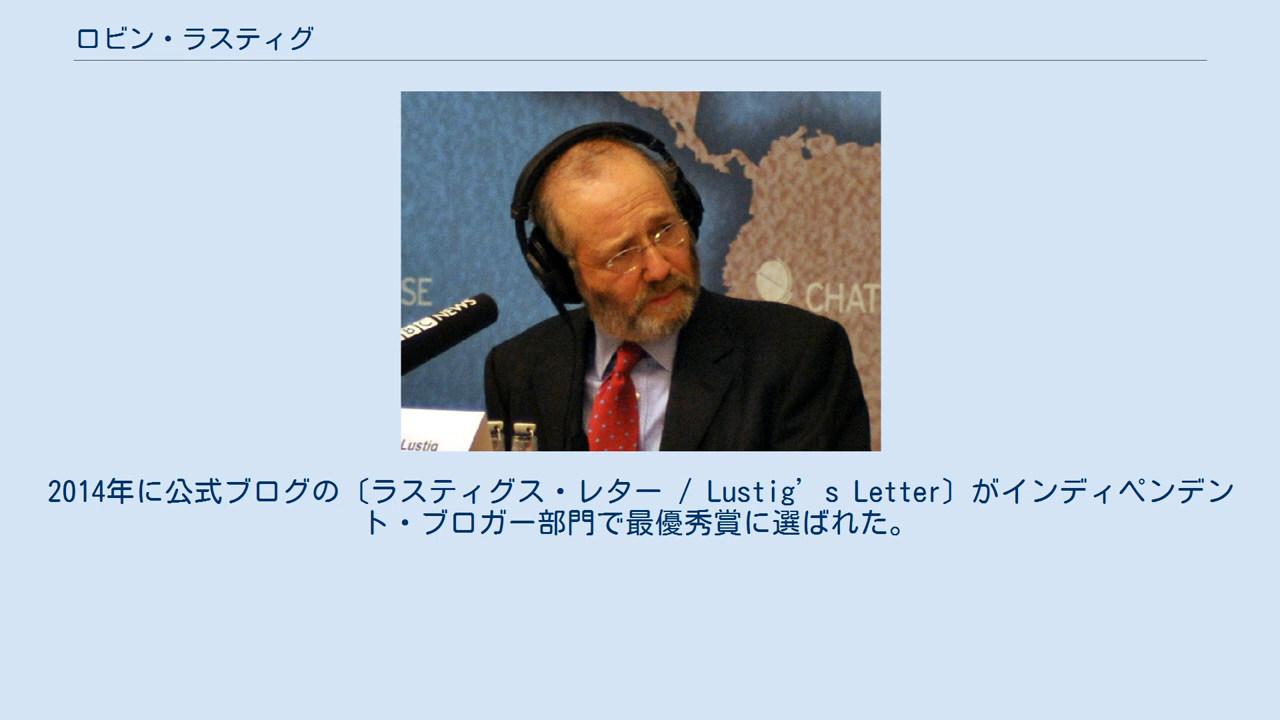 ロビン・ラスティグ
SE
CHAT
BBC NEWS
Lustig
2014年に公式ブログの〔ラスティグス・レター / Lustig’s Letter〕がインディペンデン
ト・ブロガー部門で最優秀賞に選ばれた。